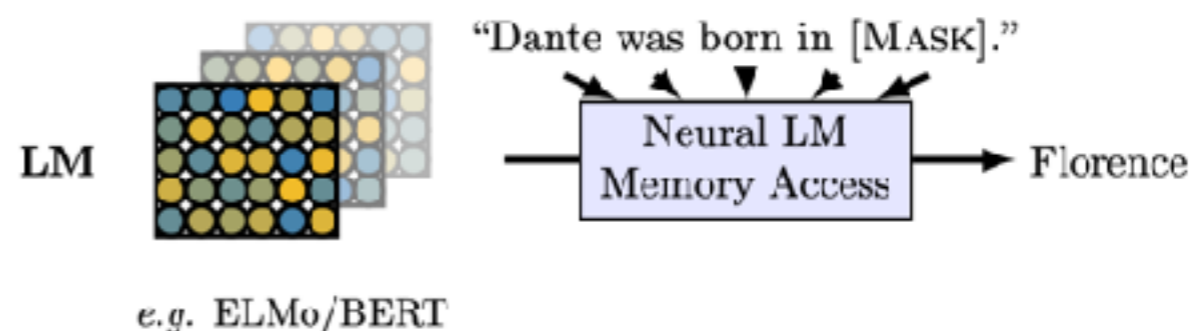 “Dante was born in [MASK].”
Neural LM
Memory Access
LM
Florence
e.g. ELMo/BERT